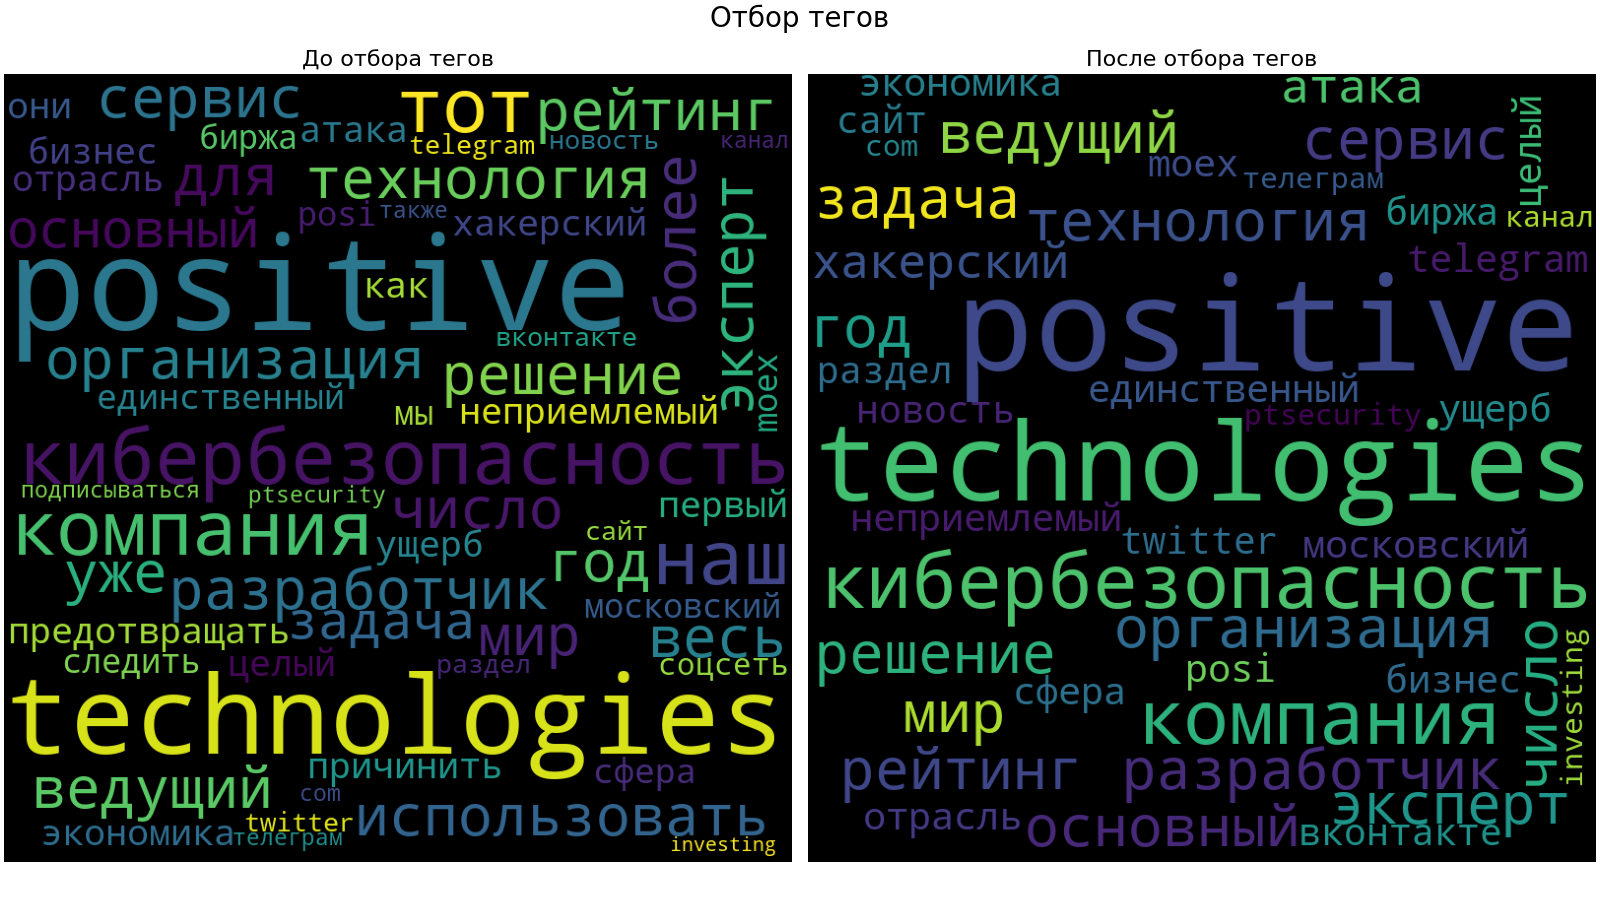 Отбор тегов
До отбора тегов
они
сервис
тот
рейтинг
биржа
атака
telegram
новость
канал
бизнес
отрасль
для
технология
более
эксперт
основный
posi
также
хакерский
positive
как
вконтакте
организация
решение
moex
единственный
мы
неприемлемый
кибербезопасность
подписываться
ptsecurity
число
первый
компания
ущерб
сайт
год
наш
уже
разработчик
московский
предотвращать
задача
мир
весь
следить
целый
раздел
соцсеть
technologies
причинить
сфера
ведущий
com
использовать
экономика
twitter
телеграм
investing
После отбора тегов
экономика
атака
сайт
com
ведущий
сервис
целый
moex
телеграм
задача
технология
биржа
канал
хакерский
telegram
positive
год
раздел
единственный
новость
ptsecurity
ущерб
technologies
неприемлемый
twitter
московский
кибербезопасность
организация
решение
posi
число
investing
сфера
бизнес
мир
компания
рейтинг
разработчик
отрасль
основный
эксперт
вконтакте